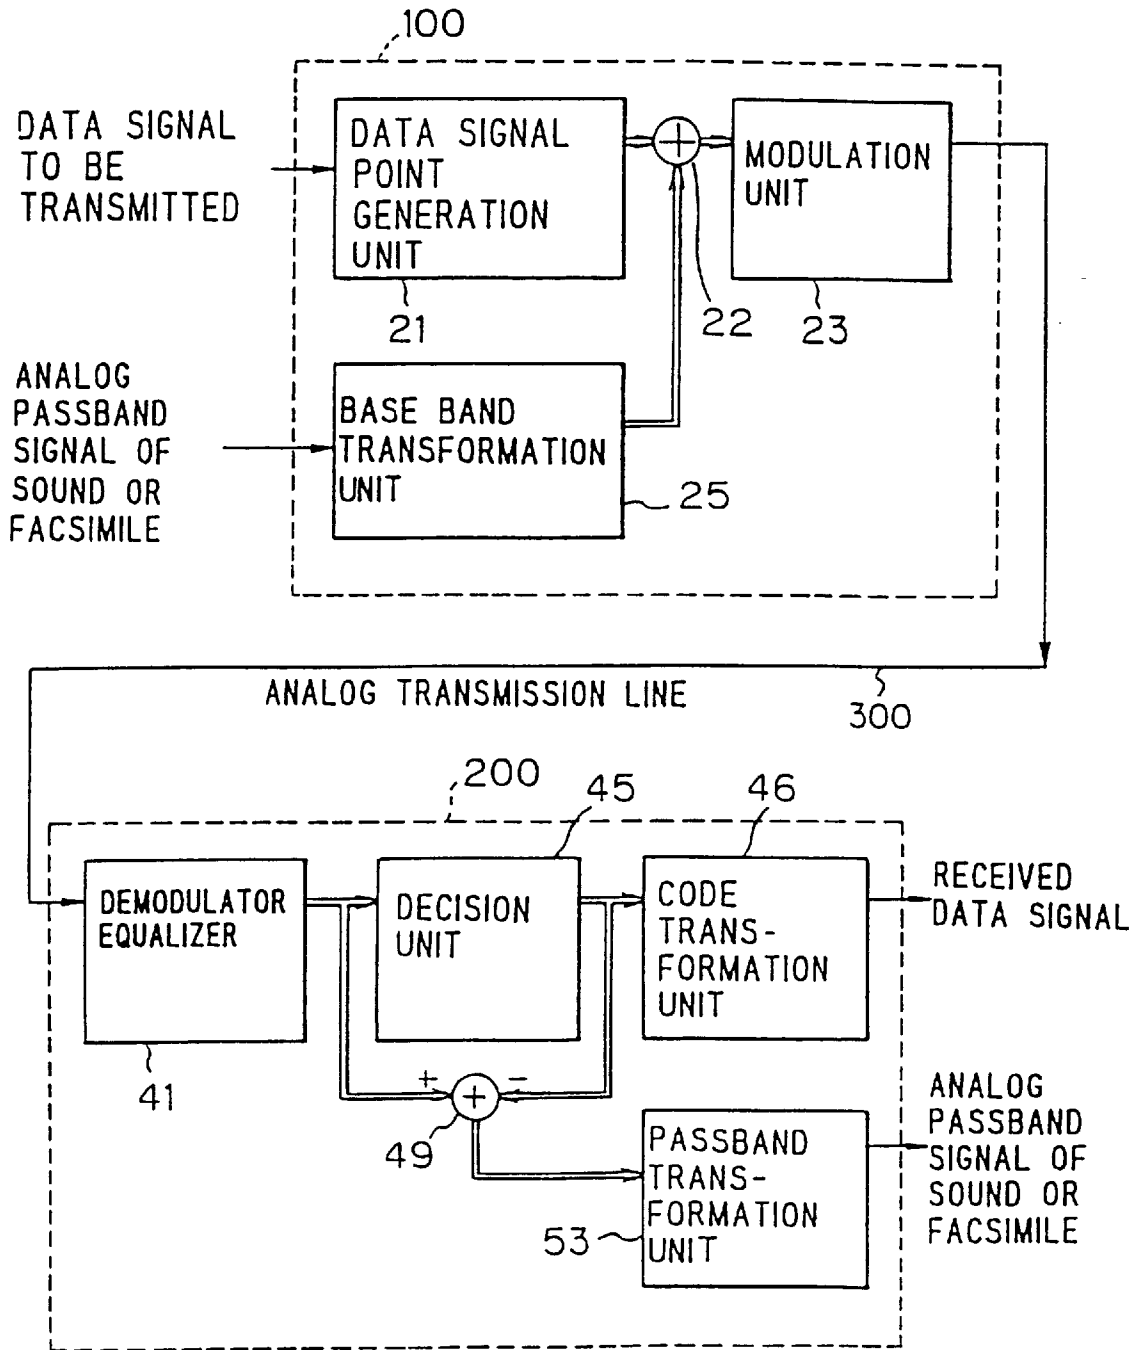 100
DATA SIGNAL
TO BE
TRANSMITTED
DATA SIGNAL
POINT
GENERATION
UNIT
21
+
22
MODULATION
UNIT
23
ANALOG
PASSBAND
SIGNAL OF
SOUND OR
FACSIMILE
BASE BAND
TRANSFORMATION
UNIT
25
ANALOG TRANSMISSION LINE
300
200
45
46
DEMODULATOR
EQUALIZER
41
DECISION
UNIT
CODE
TRANS-
FORMATION
UNIT
RECEIVED
DATA SIGNAL
+
-
+
49
PASSBAND
TRANS-
FORMATION
UNIT
53
ANALOG
PASSBAND
SIGNAL OF
SOUND OR
FACSIMILE